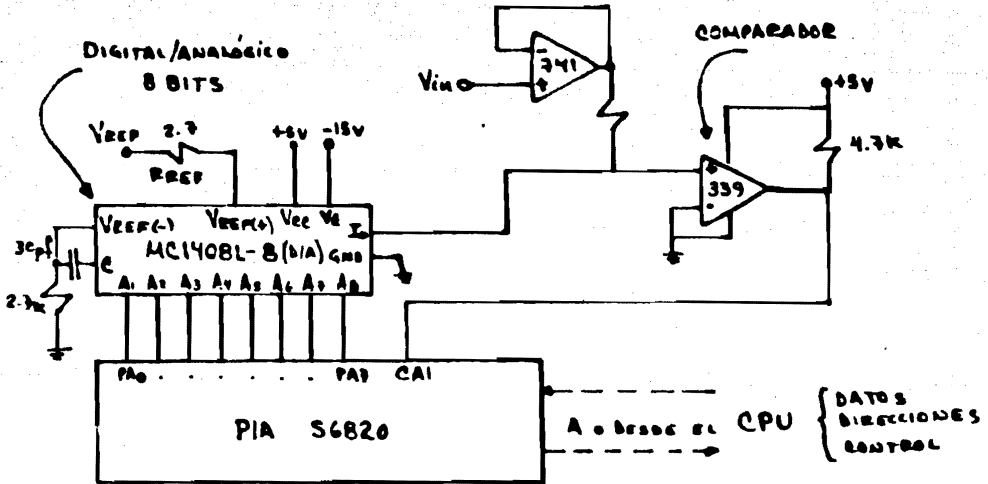 DIGITAL/ANALÓGICO
8 BITS
COMPARADOR
741
-
+
Vin
+5V
4.7K
VREF
2.7
RREF
+5V
-15V
339
+
-
VREF(-)
VREF(+)
Vcc
VE
Io
MC1408L-8 (D/A)
GND
C
A1 A2 A3 A4 A5 A6 A7 A8
2.7K
PA0 . . . . . . PA7
CA1
PIA S6820
A o DESDE EL
CPU
DATOS
DIRECCIONES
CONTROL